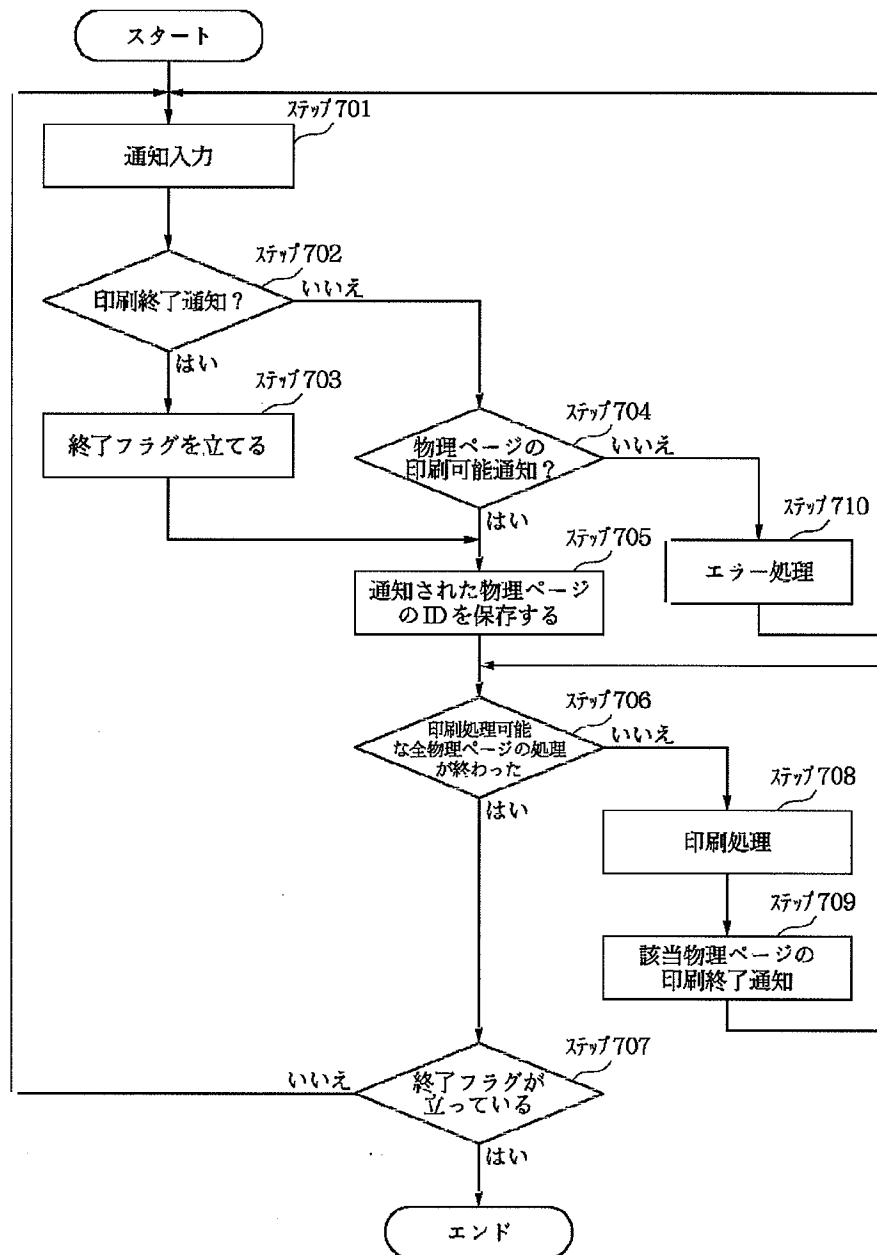 スタート
ステップ701
通知入力
ステップ702
印刷終了通知？
いいえ
はい
ステップ703
終了フラグを立てる
ステップ704
物理ページの
印刷可能通知？
いいえ
はい
ステップ710
エラー処理
ステップ705
通知された物理ページ
のIDを保存する
ステップ706
印刷処理可能
な全物理ページの処理
が終わった
いいえ
はい
ステップ708
印刷処理
ステップ709
該当物理ページの
印刷終了通知
ステップ707
終了フラグが
立っている
いいえ
はい
エンド